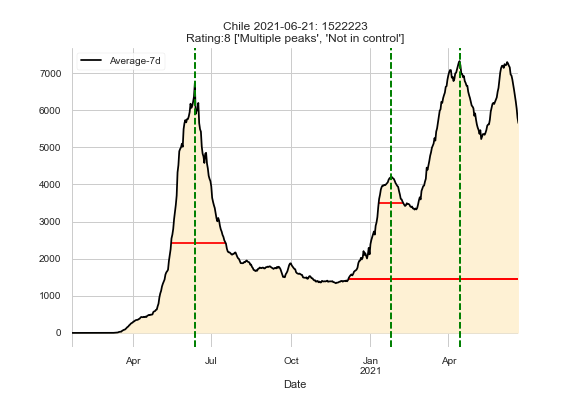 Chile 2021-06-21: 1522223
Rating:8 ['Multiple peaks', 'Not in control']
Average-7d
7000
6000
5000
4000
3000
2000
1000
0
Apr
Jul
Oct
Jan
2021
Apr
Date